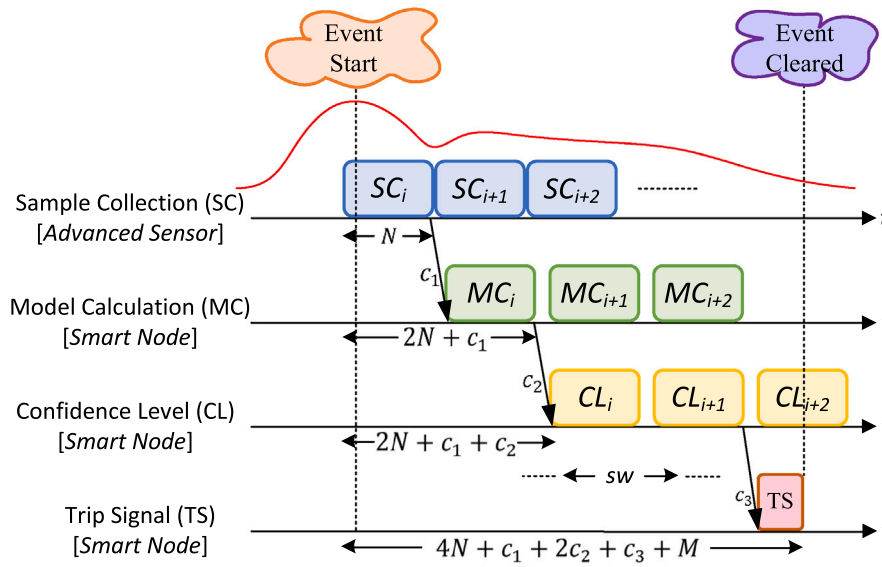 Event
Start
Event
Cleared
Sample Collection (SC)
[Advanced Sensor]
SCᵢ
SCᵢ₊₁
SCᵢ₊₂
N
c₁
Model Calculation (MC)
[Smart Node]
MCᵢ
MCᵢ₊₁
MCᵢ₊₂
2N + c₁
c₂
Confidence Level (CL)
[Smart Node]
CLᵢ
CLᵢ₊₁
CLᵢ₊₂
2N + c₁ + c₂
sw
c₃
TS
Trip Signal (TS)
[Smart Node]
4N + c₁ + 2c₂ + c₃ + M